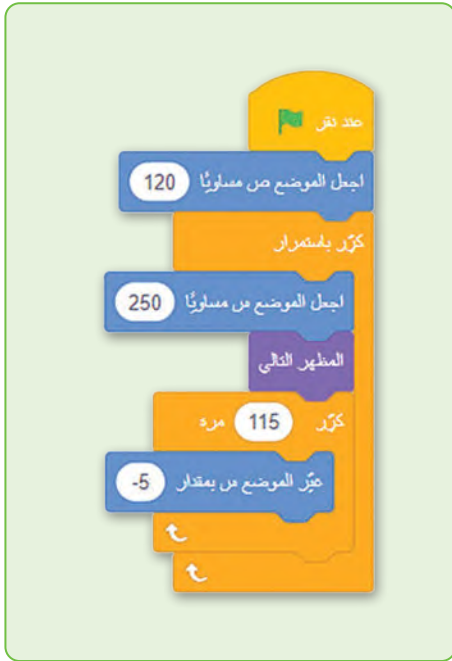 عند نقر
اجعل الموضع ص مساويًا 120
كرّر باستمرار
اجعل الموضع س مساويًا 250
المظهر التالي
كرّر 115 مرة
غيّر الموضع س بمقدار -5